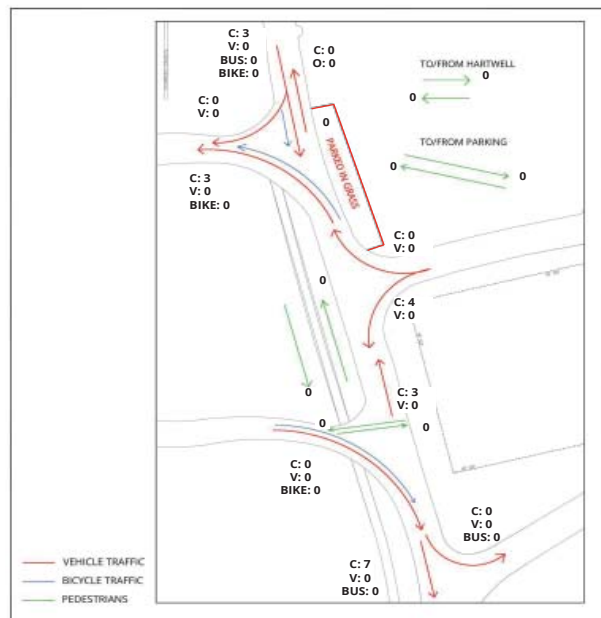 C: 3
V: 0
BUS: 0
BIKE: 0
C: 0
O: 0
TO/FROM HARTWELL
0
0
C: 0
V: 0
0
PARKED IN GRASS
TO/FROM PARKING
0
0
C: 3
V: 0
BIKE: 0
C: 0
V: 0
0
C: 4
V: 0
0
C: 3
V: 0
0
0
C: 0
V: 0
BIKE: 0
C: 0
V: 0
BUS: 0
C: 7
V: 0
BUS: 0
VEHICLE TRAFFIC
BICYCLE TRAFFIC
PEDESTRIANS